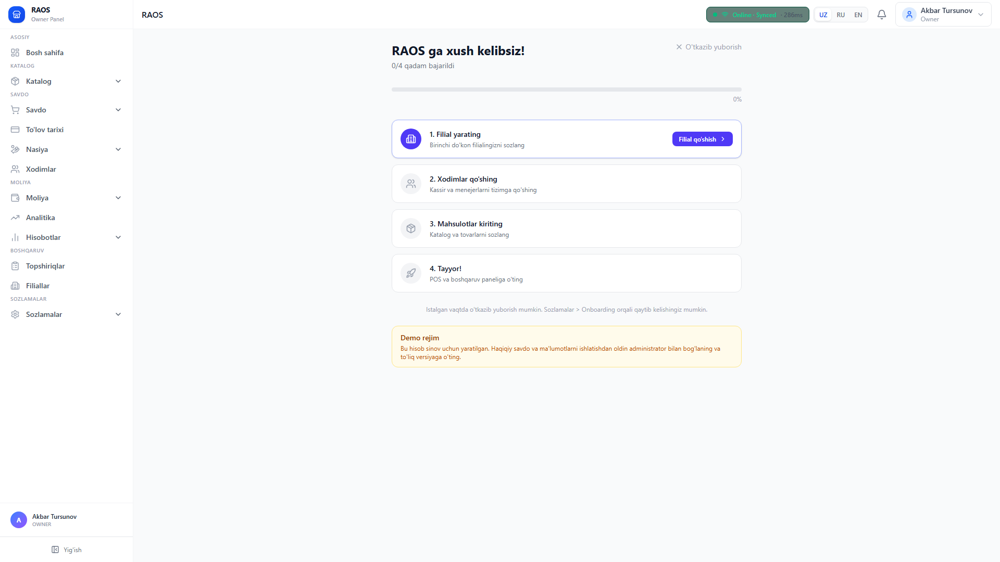 RAOS
Owner Panel
ASOSIY
Bosh sahifa
KATALOG
Katalog
SAVDO
Savdo
To'lov tarixi
Nasiya
Xodimlar
MOLIYA
Moliya
Analitika
Hisobotlar
BOSHQARUV
Topshiriqlar
Filiallar
SOZLAMALAR
Sozlamalar
A
Akbar Tursunov
OWNER
Yig'ish
RAOS
Online · Synced · 286ms
UZ RU EN
Akbar Tursunov
Owner
RAOS ga xush kelibsiz!
O'tkazib yuborish
0/4 qadam bajarildi
0%
1. Filial yarating
Birinchi do'kon filialingizni sozlang
Filial qo'shish
2. Xodimlar qo'shing
Kassir va menejerlarni tizimga qo'shing
3. Mahsulotlar kiriting
Katalog va tovarlarni sozlang
4. Tayyor!
POS va boshqaruv paneliga o'ting
Istalgan vaqtda o'tkazib yuborish mumkin. Sozlamalar > Onboarding orqali qaytib kelishingiz mumkin.
Demo rejim
Bu hisob sinov uchun yaratilgan. Haqiqiy savdo va ma'lumotlarni ishlatishdan oldin administrator bilan bog'laning va
to'liq versiyaga o'ting.